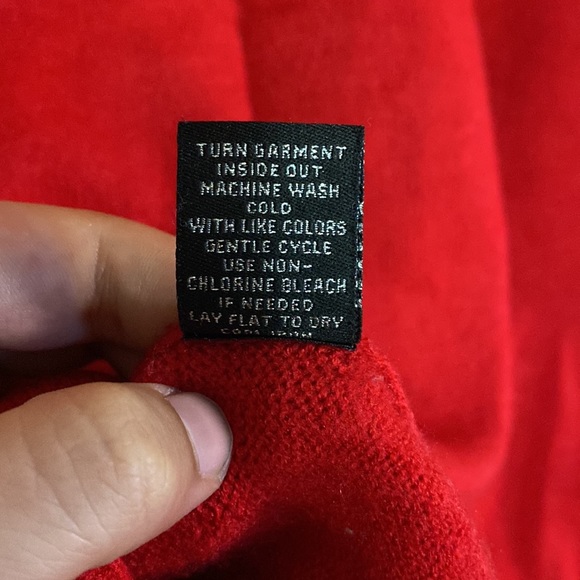 TURN GARMENT
INSIDE OUT
MACHINE WASH
COLD
WITH LIKE COLORS
GENTLE CYCLE
USE NON-
CHLORINE BLEACH
IF NEEDED
LAY FLAT TO DRY